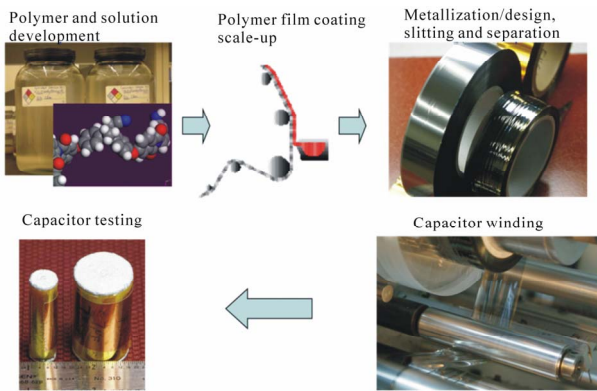 Polymer and solution
development
Polymer film coating
scale-up
Metallization/design,
slitting and separation
Capacitor testing
Capacitor winding